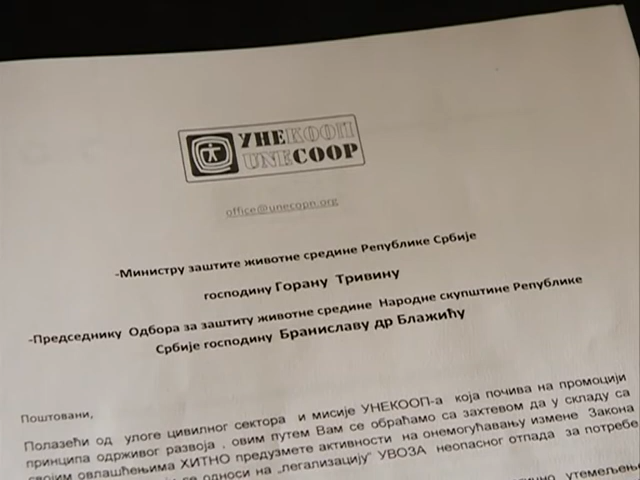 УНЕКООП
UNECOOP
office@unecopn.org
-Министру заштите животне средине Републике Србије
господину Горану Тривину
-Председнику Одбора за заштиту животне средине Народне скупштине Републике
Србије господину Браниславу др Блажићу
Поштовани,
Полазећи од улоге цивилног сектора и мисије УНЕКООП-а која почива на промоцији
принципа одрживог развоја , овим путем Вам се обраћамо са захтевом да у складу са
својим овлашћењима ХИТНО предузмете активности на онемогућавању измене Закона
се односи на „легализацију" УВОЗА неопасног отпада за потребе
утемељење